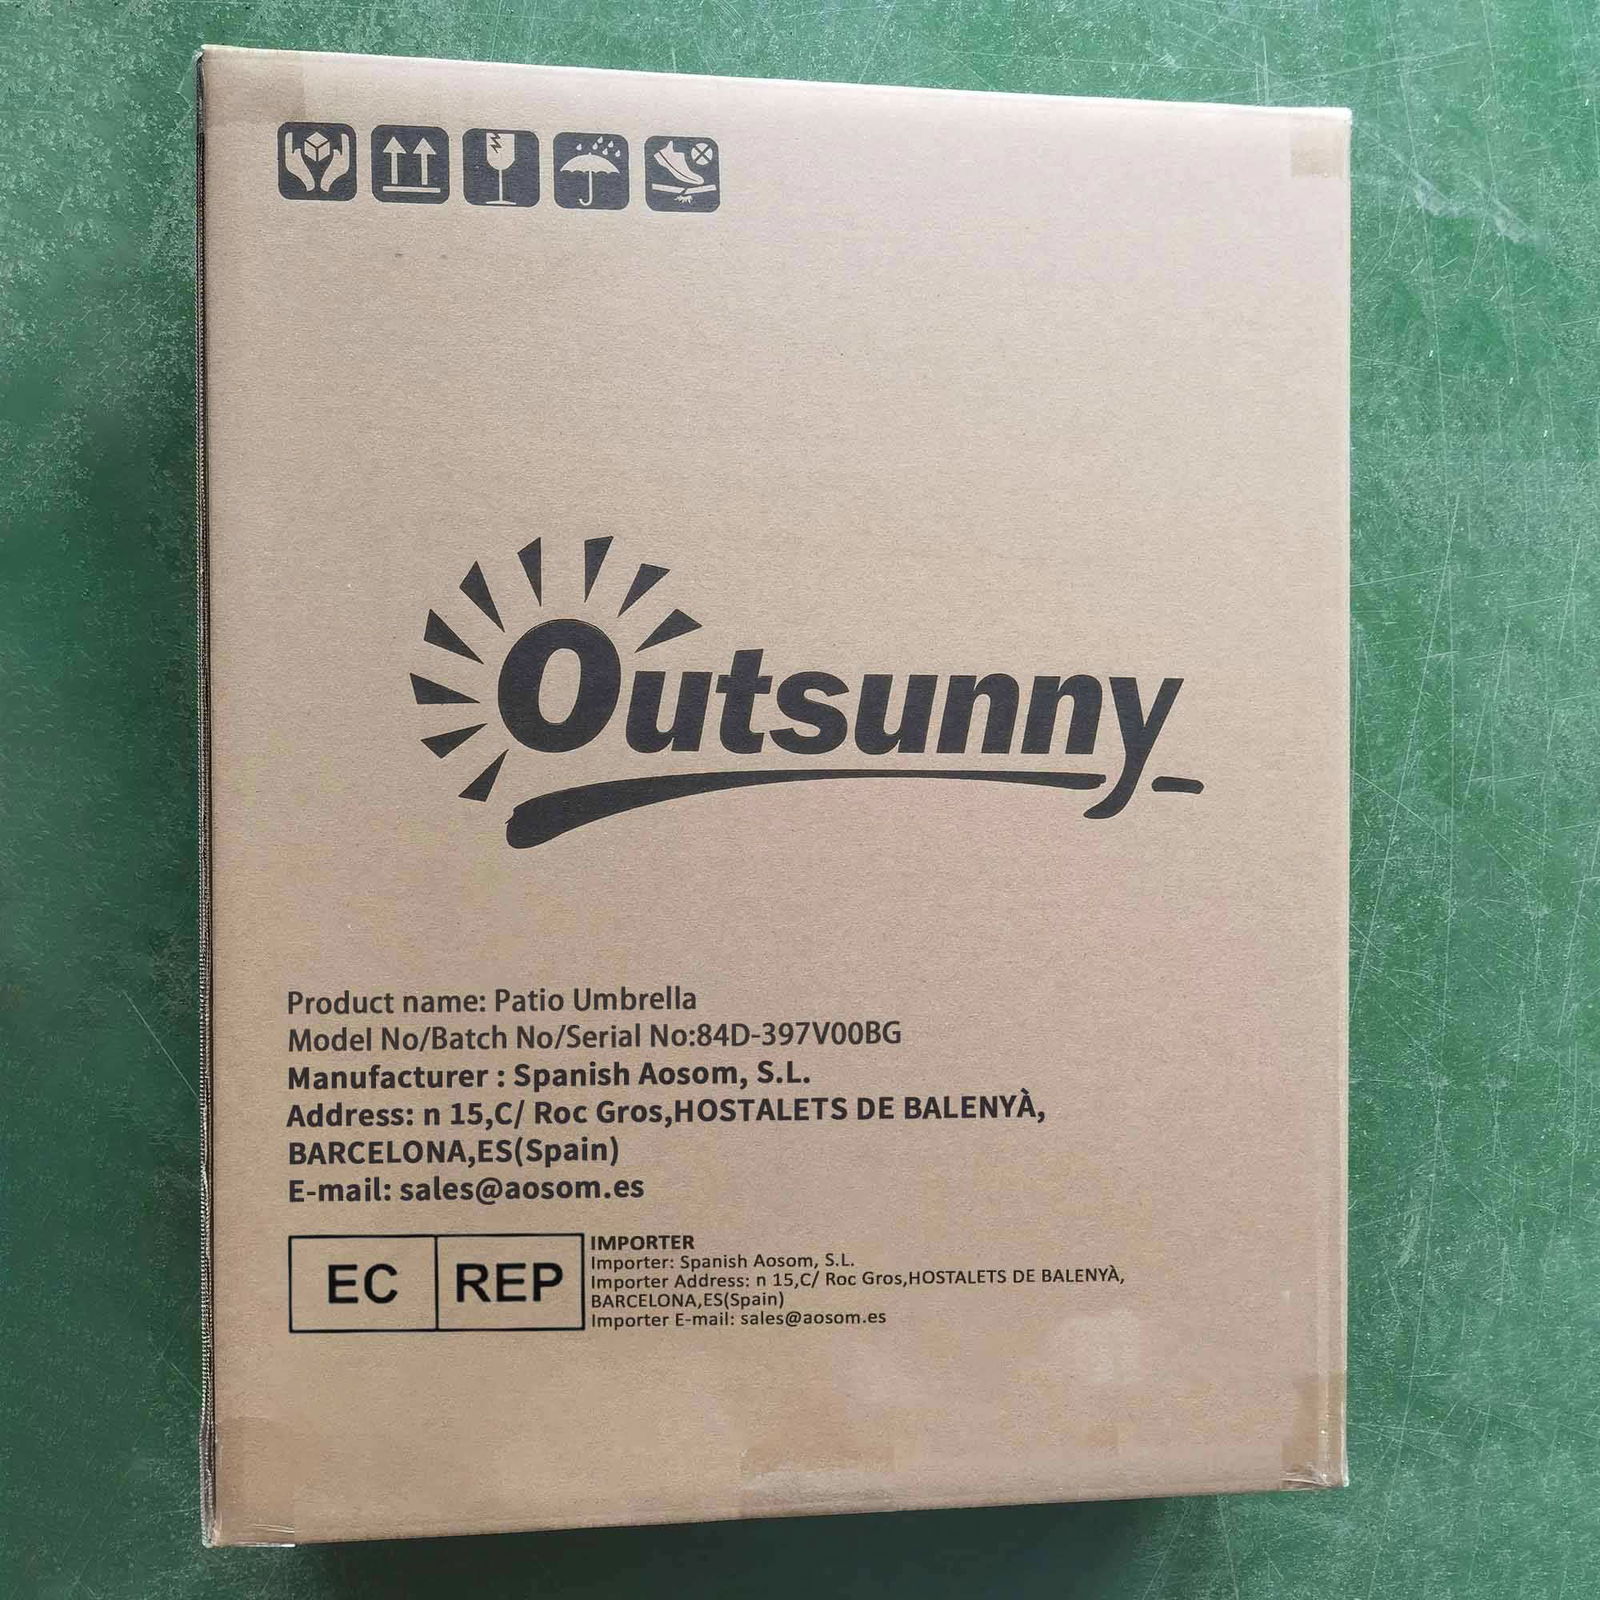 Outsunny
Product name: Patio Umbrella
Model No/Batch No/Serial No:84D-397V00BG
Manufacturer : Spanish Aosom, S.L.
Address: n 15,C/ Roc Gros,HOSTALETS DE BALENYÀ,
BARCELONA,ES(Spain)
E-mail: sales@aosom.es
EC REP
IMPORTER
Importer: Spanish Aosom, S.L.
Importer Address: n 15,C/ Roc Gros,HOSTALETS DE BALENYÀ,
BARCELONA,ES(Spain)
Importer E-mail: sales@aosom.es